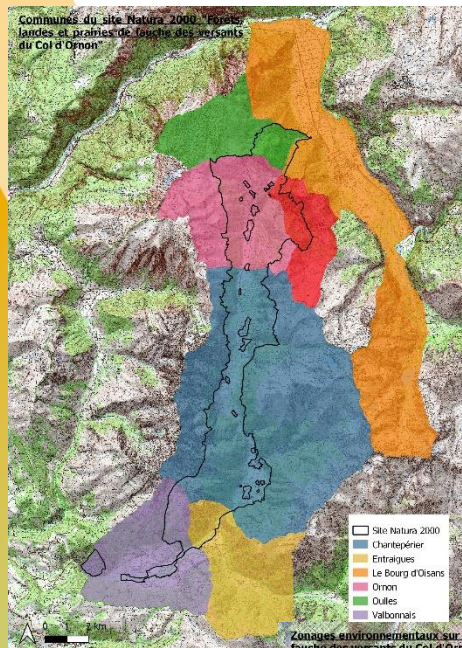 Communes du site Natura 2000 "Forêts,
landes et prairies de fauche des versants
du Col d'Ornon"
Site Natura 2000
Chantepérier
Entraigues
Le Bourg d'Oisans
Ornon
Oulles
Valbonnais
0 2 km
Zonages environnementaux sur
fauche des versants du Col d'Orn